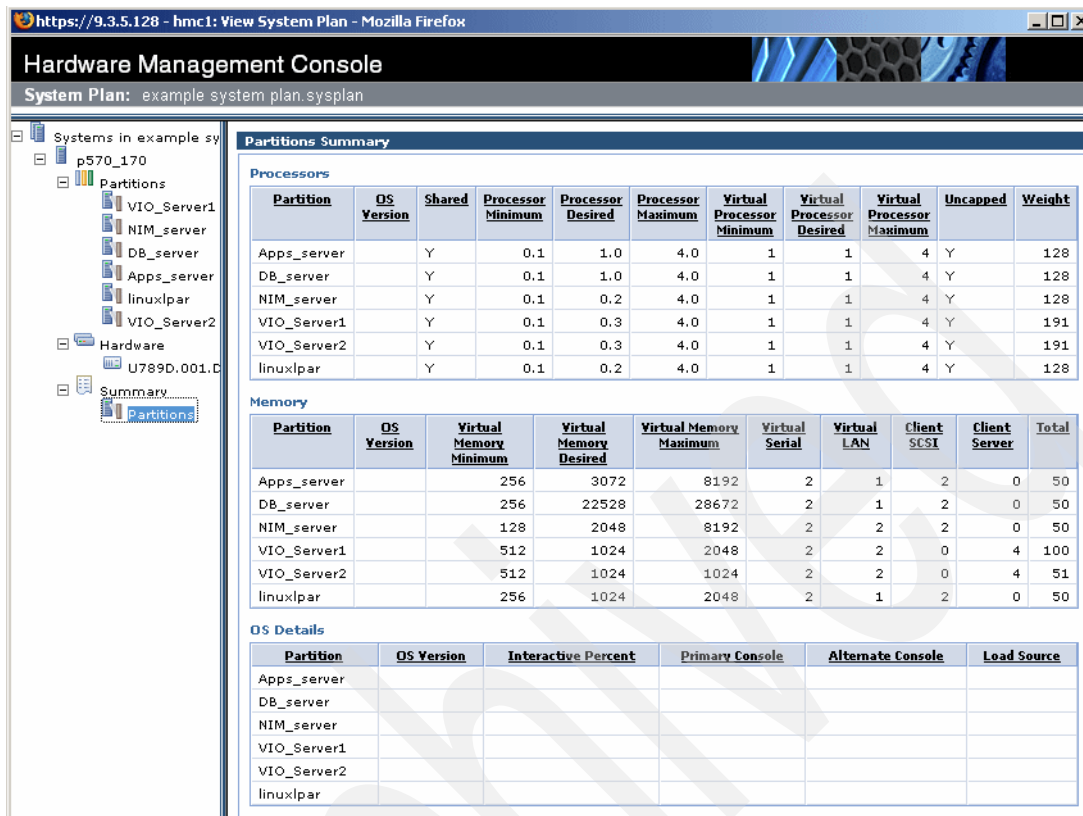 https://9.3.5.128 - hmc1: View System Plan - Mozilla Firefox
Hardware Management Console
System Plan: example system plan.sysplan
Systems in example sy
p570_170
Partitions
VIO_Server1
NIM_server
DB_server
Apps_server
linuxlpar
VIO_Server2
Hardware
U789D.001.D
Summary
Partitions
Partitions Summary
Processors
Partition OS Version Shared Processor Minimum Processor Desired Processor Maximum Virtual Processor Minimum Virtual Processor Desired Virtual Processor Maximum Uncapped Weight
Apps_server Y 0.1 1.0 4.0 1 1 4 Y 128
DB_server Y 0.1 1.0 4.0 1 1 4 Y 128
NIM_server Y 0.1 0.2 4.0 1 1 4 Y 128
VIO_Server1 Y 0.1 0.3 4.0 1 1 4 Y 191
VIO_Server2 Y 0.1 0.3 4.0 1 1 4 Y 191
linuxlpar Y 0.1 0.2 4.0 1 1 4 Y 128
Memory
Partition OS Version Virtual Memory Minimum Virtual Memory Desired Virtual Memory Maximum Virtual Serial Virtual LAN Client SCSI Client Server Total
Apps_server 256 3072 8192 2 1 2 0 50
DB_server 256 22528 28672 2 1 2 0 50
NIM_server 128 2048 8192 2 2 2 0 50
VIO_Server1 512 1024 2048 2 2 0 4 100
VIO_Server2 512 1024 1024 2 2 0 4 51
linuxlpar 256 1024 2048 2 1 2 0 50
OS Details
Partition OS Version Interactive Percent Primary Console Alternate Console Load Source
Apps_server
DB_server
NIM_server
VIO_Server1
VIO_Server2
linuxlpar